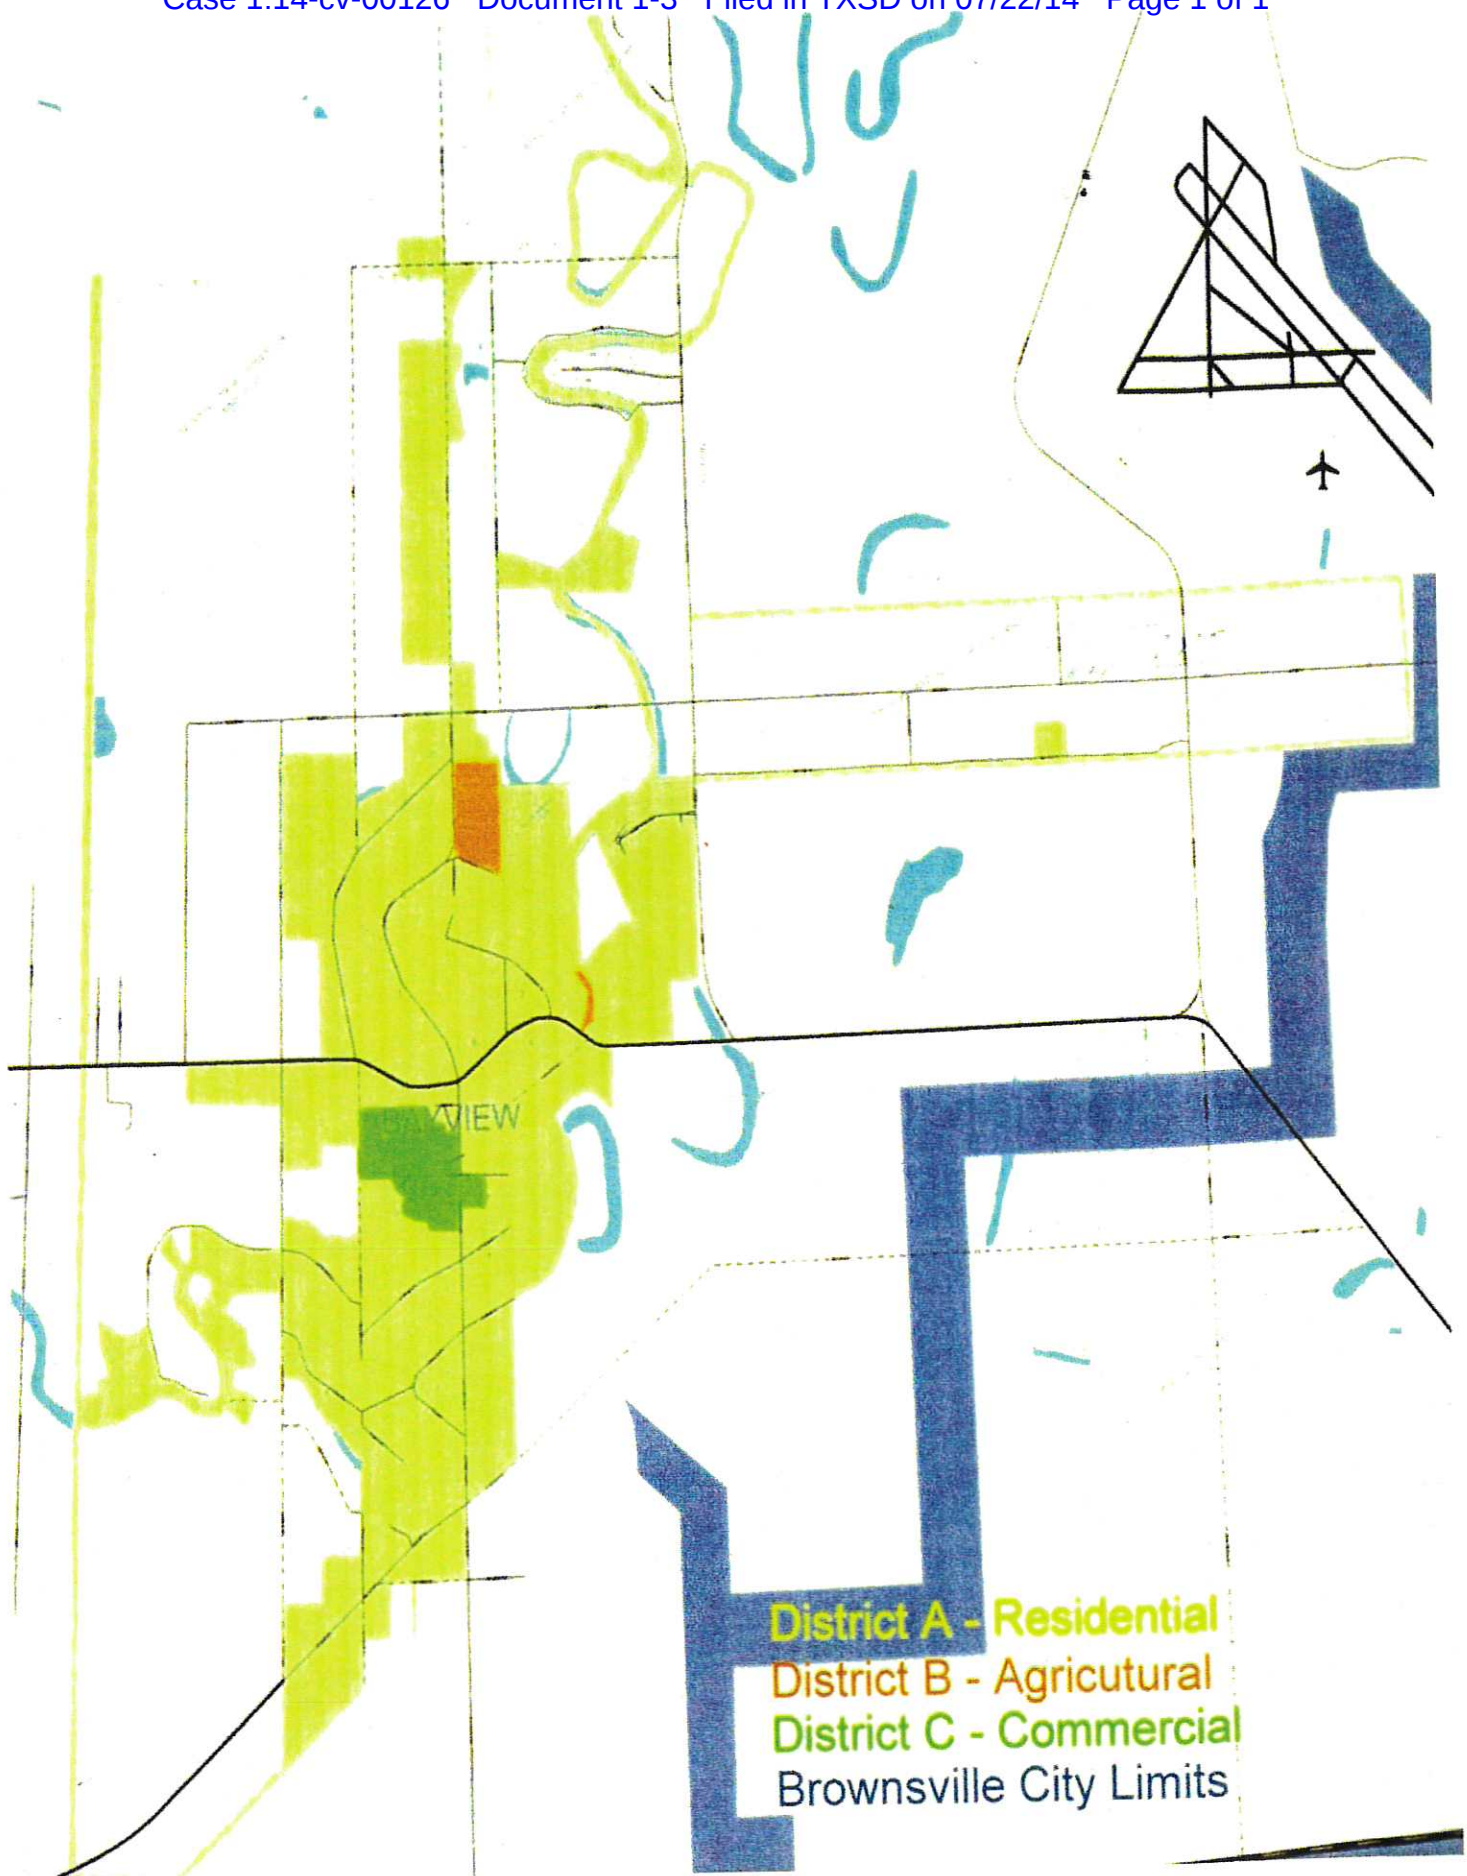 Case 1:14-cv-00126 Document 1-3 Filed in TXSD on 07/22/14 Page 1 of 1
BAYVIEW
District A - Residential
District B - Agricutural
District C - Commercial
Brownsville City Limits